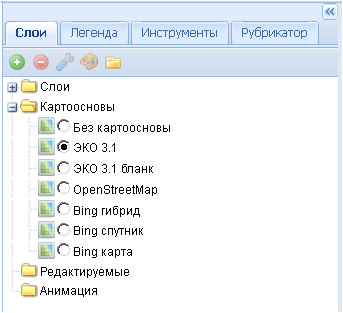 Слои Легенда Инструменты Рубрикатор
Слои
Картоосновы
Без картоосновы
ЭКО 3.1
ЭКО 3.1 бланк
OpenStreetMap
Bing гибрид
Bing спутник
Bing карта
Редактируемые
Анимация